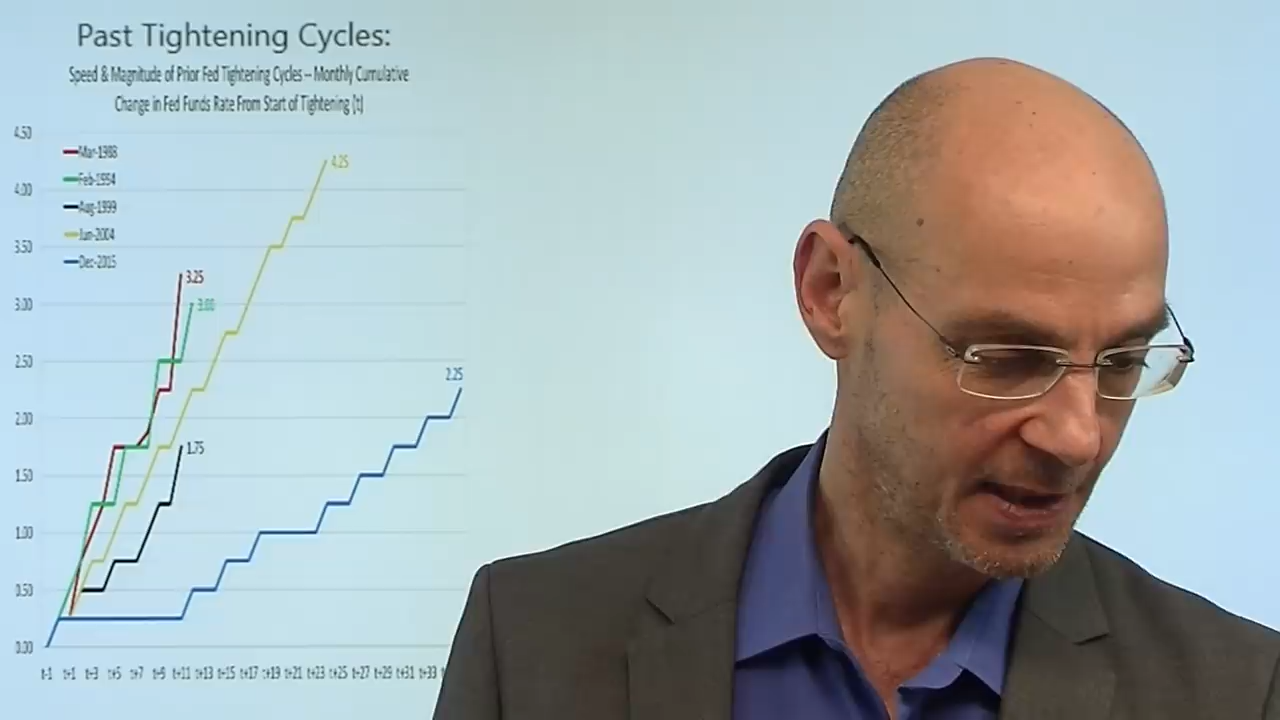 Past Tightening Cycles:
Speed & Magnitude of Prior Fed Tightening Cycles – Monthly Cumulative
Change in Fed Funds Rate From Start of Tightening (t)
4.50
4.00
3.50
3.00
2.50
2.00
1.50
1.00
0.50
0.00
Mar-1988
Feb-1994
Aug-1999
Jun-2004
Dec-2015
4.25
3.25
3.00
2.25
1.75
t-1 t+1 t+3 t+5 t+7 t+9 t+11 t+13 t+15 t+17 t+19 t+21 t+23 t+25 t+27 t+29 t+31 t+33